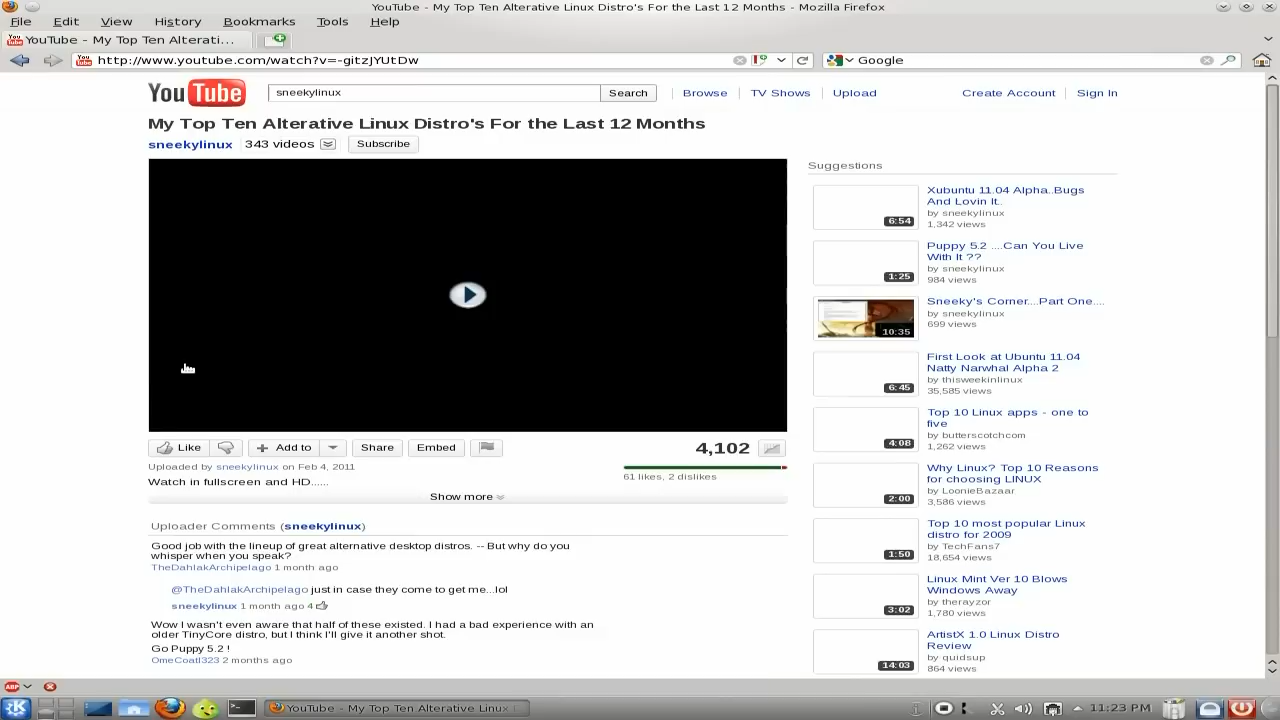 YouTube - My Top Ten Alterative Linux Distro's For the Last 12 Months - Mozilla Firefox
File Edit View History Bookmarks Tools Help
YouTube - My Top Ten Alterati...
http://www.youtube.com/watch?v=-gitzJYUtDw
Google
YouTube
sneekylinux
Search
Browse
TV Shows
Upload
Create Account
Sign In
My Top Ten Alterative Linux Distro's For the Last 12 Months
sneekylinux 343 videos
Subscribe
Like
Add to
Share
Embed
4,102
Uploaded by sneekylinux on Feb 4, 2011
61 likes, 2 dislikes
Watch in fullscreen and HD......
Show more
Uploader Comments (sneekylinux)
Good job with the lineup of great alternative desktop distros. -- But why do you
whisper when you speak?
TheDahlakArchipelago 1 month ago
@TheDahlakArchipelago just in case they come to get me...lol
sneekylinux 1 month ago 4
Wow I wasn't even aware that half of these existed. I had a bad experience with an
older TinyCore distro, but I think I'll give it another shot.
Go Puppy 5.2 !
OmeCoatl323 2 months ago
Suggestions
6:54
Xubuntu 11.04 Alpha..Bugs
And Lovin It..
by sneekylinux
1,342 views
1:25
Puppy 5.2 ....Can You Live
With It ??
by sneekylinux
984 views
10:35
Sneeky's Corner....Part One....
by sneekylinux
699 views
6:45
First Look at Ubuntu 11.04
Natty Narwhal Alpha 2
by thisweekinlinux
35,585 views
4:08
Top 10 Linux apps - one to
five
by butterscotchcom
1,262 views
2:00
Why Linux? Top 10 Reasons
for choosing LINUX
by LoonieBazaar
3,586 views
1:50
Top 10 most popular Linux
distro for 2009
by TechFans7
18,654 views
3:02
Linux Mint Ver 10 Blows
Windows Away
by therayzor
1,780 views
14:03
ArtistX 1.0 Linux Distro
Review
by quidsup
864 views
ABP
YouTube - My Top Ten Alterative Linux
11:23 PM